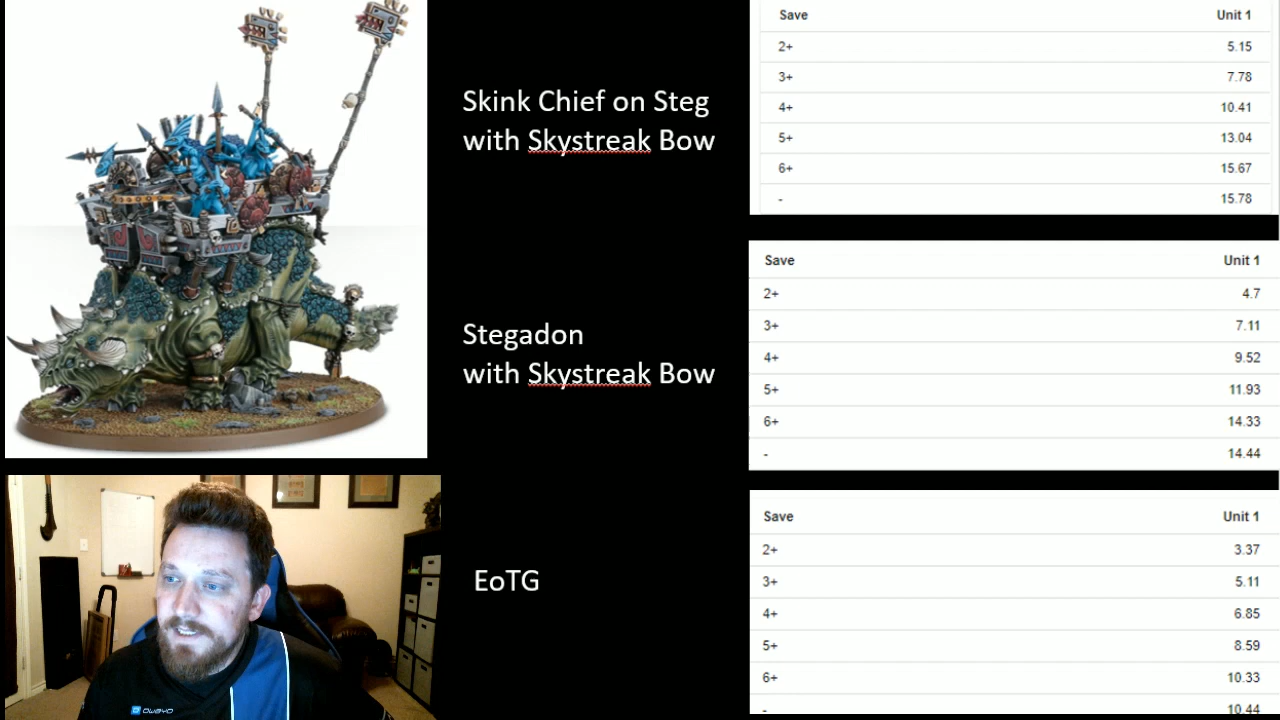 Save Unit 1
2+ 5.15
3+ 7.78
4+ 10.41
5+ 13.04
6+ 15.67
- 15.78
Skink Chief on Steg
with Skystreak Bow
Save Unit 1
2+ 4.7
3+ 7.11
4+ 9.52
5+ 11.93
6+ 14.33
- 14.44
Stegadon
with Skystreak Bow
Save Unit 1
2+ 3.37
3+ 5.11
4+ 6.85
5+ 8.59
6+ 10.33
- 10.44
EoTG
DWAYO